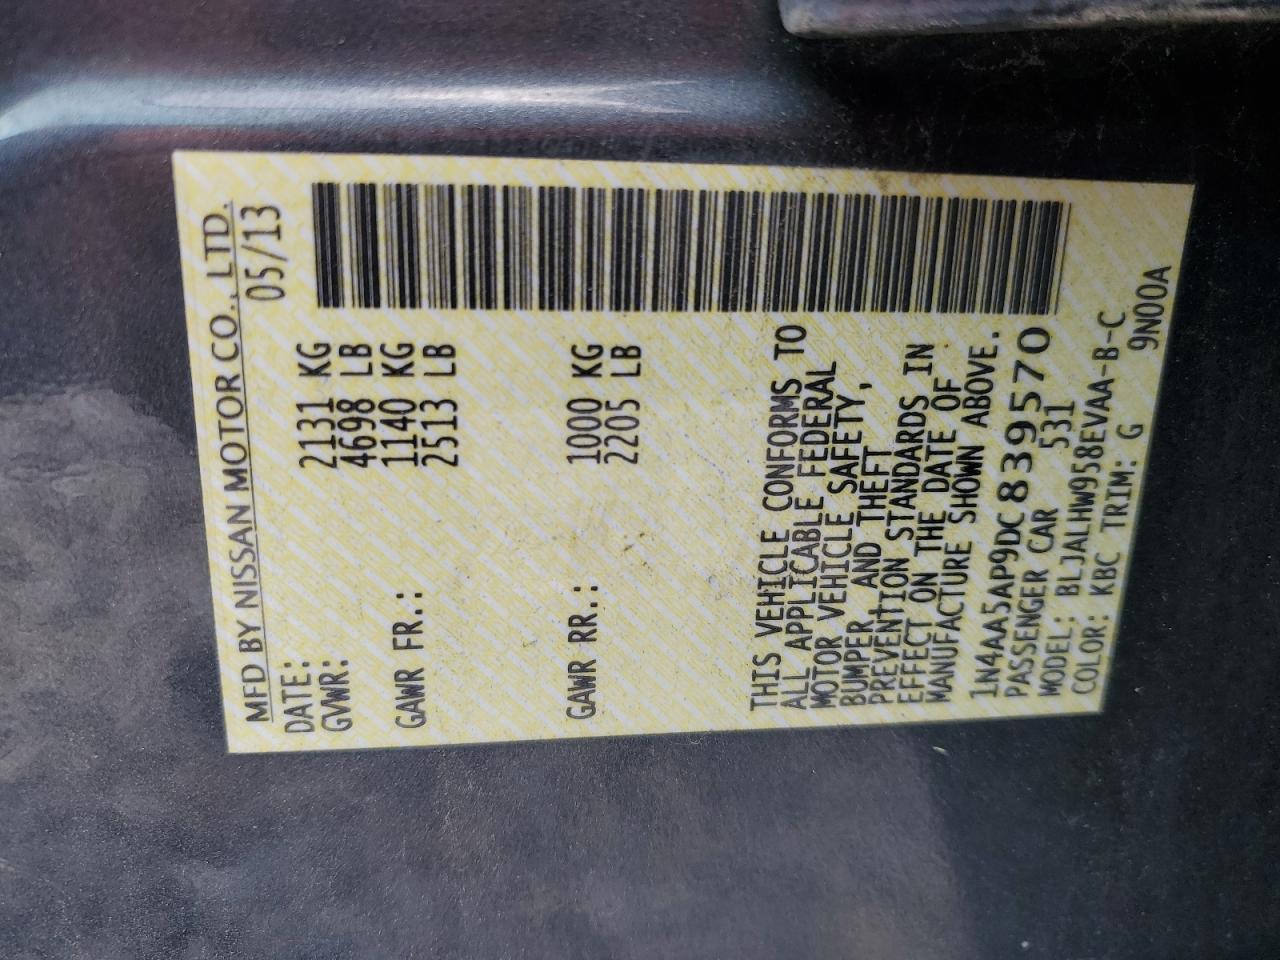 MFD BY NISSAN MOTOR CO., LTD.
DATE: 05/13
GVWR: 2131 KG
4698 LB
GAWR FR.: 1140 KG
2513 LB
GAWR RR.: 1000 KG
2205 LB
THIS VEHICLE CONFORMS TO
ALL APPLICABLE FEDERAL
MOTOR VEHICLE SAFETY,
BUMPER AND THEFT
PREVENTION STANDARDS IN
EFFECT ON THE DATE OF
MANUFACTURE SHOWN ABOVE.
1N4AA5AP9DC839570
PASSENGER CAR 531
MODEL: BLJALHW958EVAA-B-C
COLOR: KBC TRIM: G 9N00A